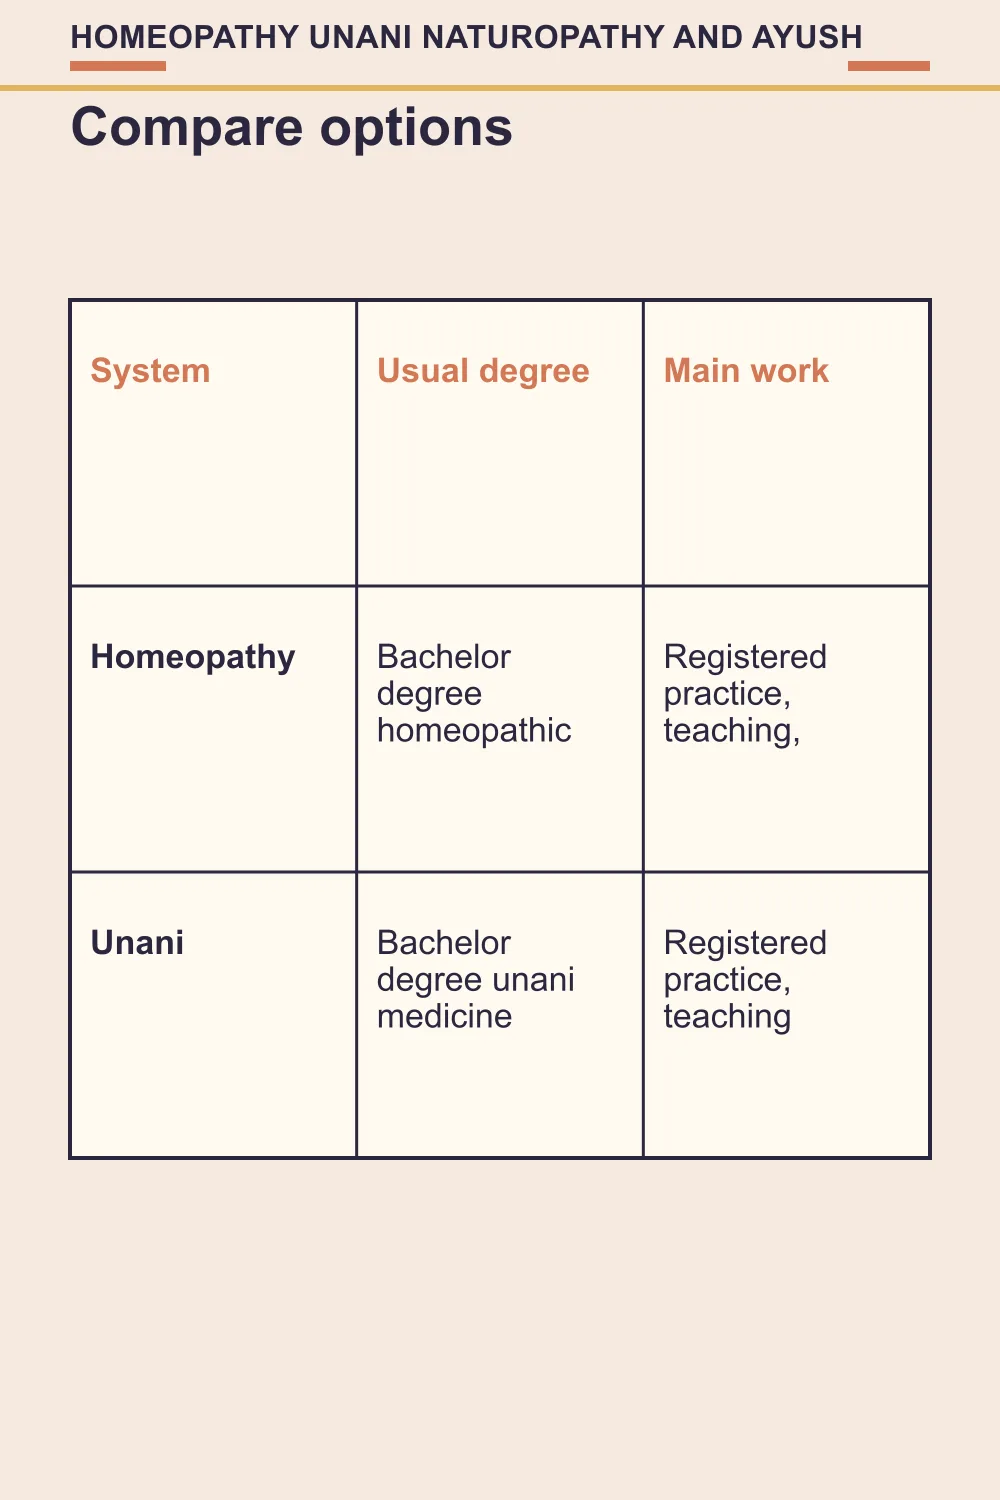 HOMEOPATHY UNANI NATUROPATHY AND AYUSH
Compare options
System
Usual degree
Main work
Homeopathy
Bachelor
degree
homeopathic
Registered
practice,
teaching,
Unani
Bachelor
degree unani
medicine
Registered
practice,
teaching